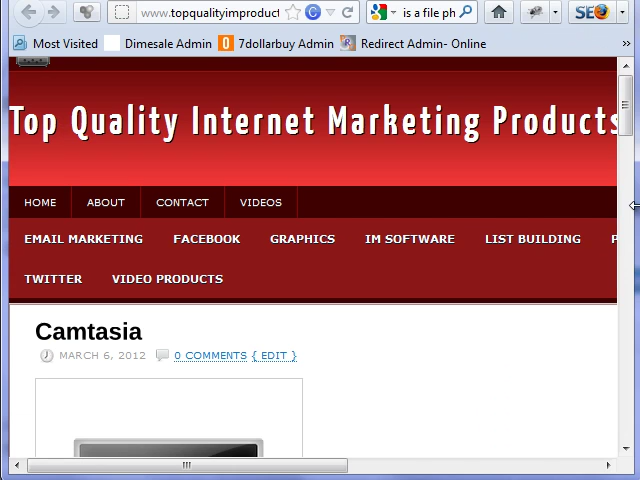 www.topqualityimproduct
is a file ph
SEO
Most Visited
Dimesale Admin
7dollarbuy Admin
Redirect Admin- Online
Top Quality Internet Marketing Products
HOME
ABOUT
CONTACT
VIDEOS
EMAIL MARKETING
FACEBOOK
GRAPHICS
IM SOFTWARE
LIST BUILDING
P
TWITTER
VIDEO PRODUCTS
Camtasia
MARCH 6, 2012
0 COMMENTS
{ EDIT }